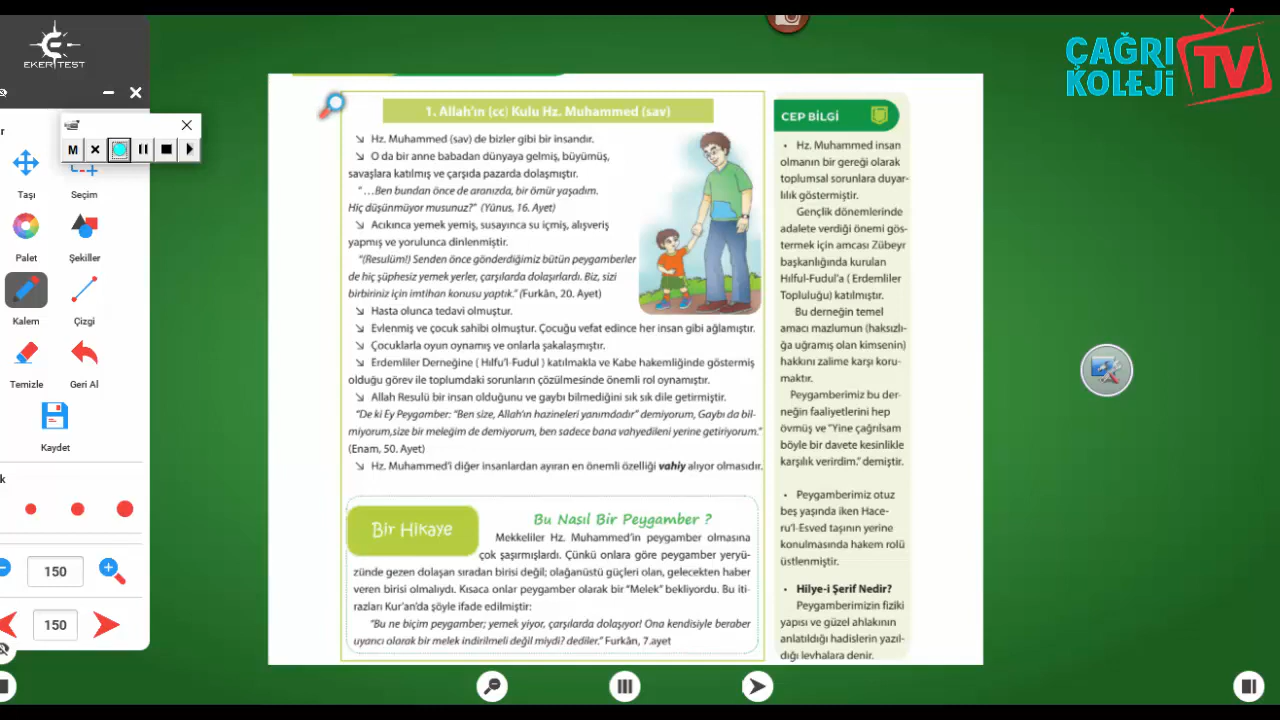 EKER TEST
ÇAĞRI
KOLEJİ
TV
M
Taşı
Seçim
Palet
Şekiller
Kalem
Çizgi
Temizle
Geri Al
Kaydet
150
150
1. Allah'ın (cc) Kulu Hz. Muhammed (sav)
Hz. Muhammed (sav) de bizler gibi bir insandır.
O da bir anne babadan dünyaya gelmiş, büyümüş,
savaşlara katılmış ve çarşıda pazarda dolaşmıştır.
"…Ben bundan önce de aranızda, bir ömür yaşadım.
Hiç düşünmüyor musunuz?" (Yûnus, 16. Ayet)
Acıkınca yemek yemiş, susayınca su içmiş, alışveriş
yapmış ve yorulunca dinlenmiştir.
"(Resulüm!) Senden önce gönderdiğimiz bütün peygamberler
de hiç şüphesiz yemek yerler, çarşılarda dolaşırlardı. Biz, sizi
birbiriniz için imtihan konusu yaptık." (Furkân, 20. Ayet)
Hasta olunca tedavi olmuştur.
Evlenmiş ve çocuk sahibi olmuştur. Çocuğu vefat edince her insan gibi ağlamıştır.
Çocuklarla oyun oynamış ve onlarla şakalaşmıştır.
Erdemliler Derneğine ( Hılfu'l-Fudul ) katılmakla ve Kabe hakemliğinde göstermiş
olduğu görev ile toplumdaki sorunların çözülmesinde önemli rol oynamıştır.
Allah Resulü bir insan olduğunu ve gaybı bilmediğini sık sık dile getirmiştir.
"De ki Ey Peygamber: "Ben size, Allah'ın hazineleri yanımdadır" demiyorum, Gaybı da bil-
miyorum,size bir meleğim de demiyorum, ben sadece bana vahyedileni yerine getiriyorum."
(Enam, 50. Ayet)
Hz. Muhammed'i diğer insanlardan ayıran en önemli özelliği vahiy alıyor olmasıdır.
Bir Hikaye
Bu Nasıl Bir Peygamber ?
Mekkeliler Hz. Muhammed'in peygamber olmasına
çok şaşırmışlardı. Çünkü onlara göre peygamber yeryü-
zünde gezen dolaşan sıradan birisi değil; olağanüstü güçleri olan, gelecekten haber
veren birisi olmalıydı. Kısaca onlar peygamber olarak bir "Melek" bekliyordu. Bu iti-
razları Kur'an'da şöyle ifade edilmiştir:
"Bu ne biçim peygamber; yemek yiyor, çarşılarda dolaşıyor! Ona kendisiyle beraber
uyarıcı olarak bir melek indirilmeli değil miydi? dediler." Furkân, 7.ayet
CEP BİLGİ
• Hz. Muhammed insan
olmanın bir gereği olarak
toplumsal sorunlara duyar-
lılık göstermiştir.
Gençlik dönemlerinde
adalete verdiği önemi gös-
termek için amcası Zübeyr
başkanlığında kurulan
Hılful-Fudul'a ( Erdemliler
Topluluğu) katılmıştır.
Bu derneğin temel
amacı mazlumun (haksızlı-
ğa uğramış olan kimsenin)
hakkını zalime karşı koru-
maktır.
Peygamberimiz bu der-
neğin faaliyetlerini hep
övmüş ve "Yine çağrılsam
böyle bir davete kesinlikle
karşılık verirdim." demiştir.
• Peygamberimiz otuz
beş yaşında iken Hace-
ru'l-Esved taşının yerine
konulmasında hakem rolü
üstlenmiştir.
• Hilye-i Şerif Nedir?
Peygamberimizin fiziki
yapısı ve güzel ahlakının
anlatıldığı hadislerin yazıl-
dığı levhalara denir.